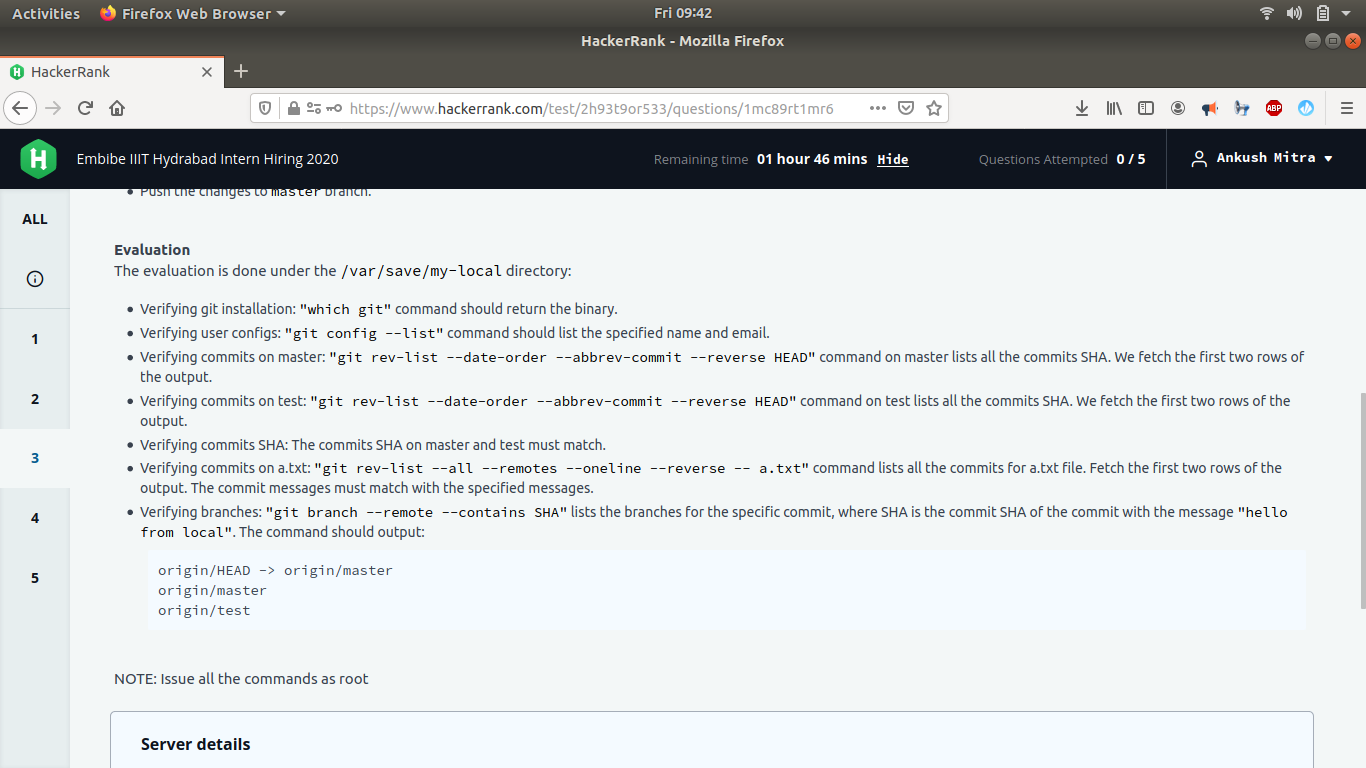 Activities Firefox Web Browser Fri 09:42
HackerRank - Mozilla Firefox
HackerRank
https://www.hackerrank.com/test/2h93t9or533/questions/1mc89rt1mr6
ABP
H Embibe IIIT Hydrabad Intern Hiring 2020 Remaining time 01 hour 46 mins Hide Questions Attempted 0 / 5 Ankush Mitra
• Push the changes to master branch.
ALL
Evaluation
The evaluation is done under the /var/save/my-local directory:
• Verifying git installation: "which git" command should return the binary.
• Verifying user configs: "git config --list" command should list the specified name and email.
• Verifying commits on master: "git rev-list --date-order --abbrev-commit --reverse HEAD" command on master lists all the commits SHA. We fetch the first two rows of
the output.
• Verifying commits on test: "git rev-list --date-order --abbrev-commit --reverse HEAD" command on test lists all the commits SHA. We fetch the first two rows of the
output.
• Verifying commits SHA: The commits SHA on master and test must match.
• Verifying commits on a.txt: "git rev-list --all --remotes --oneline --reverse -- a.txt" command lists all the commits for a.txt file. Fetch the first two rows of the
output. The commit messages must match with the specified messages.
• Verifying branches: "git branch --remote --contains SHA" lists the branches for the specific commit, where SHA is the commit SHA of the commit with the message "hello
from local". The command should output:
origin/HEAD -> origin/master
origin/master
origin/test
NOTE: Issue all the commands as root
Server details
1
2
3
4
5